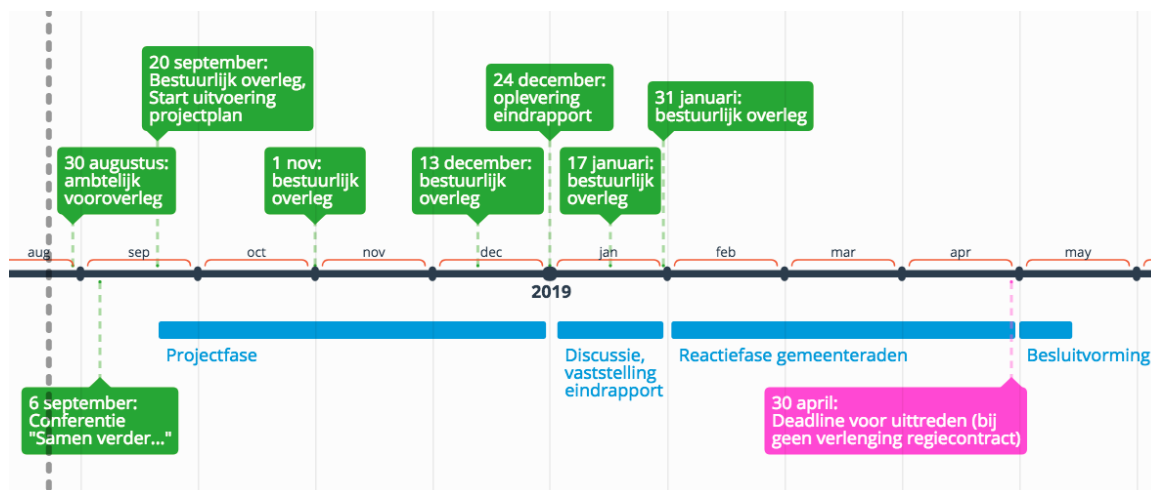 20 september:
Bestuurlijk overleg,
Start uitvoering
projectplan
24 december:
oplevering
eindrapport
31 januari:
bestuurlijk overleg
30 augustus:
ambtelijk
vooroverleg
1 nov:
bestuurlijk
overleg
13 december:
bestuurlijk
overleg
17 januari:
bestuurlijk
overleg
aug sep oct nov dec jan feb mar apr may
2019
Projectfase
Discussie,
vaststelling
eindrapport
Reactiefase gemeenteraden
Besluitvorming
6 september:
Conferentie
"Samen verder..."
30 april:
Deadline voor uittreden (bij
geen verlenging regiecontract)